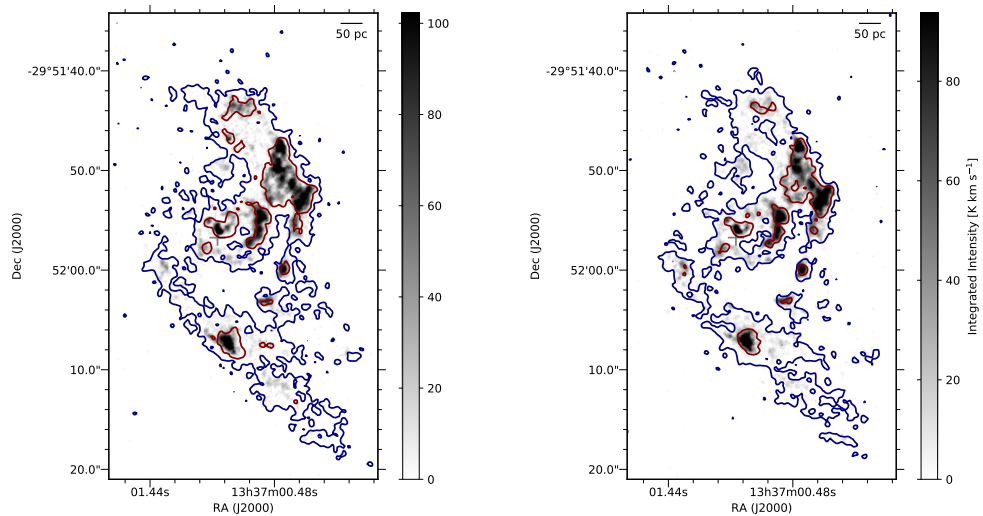 50 pc
-29°51'40.0"
50.0"
52'00.0"
10.0"
20.0"
Dec (J2000)
01.44s
13h37m00.48s
RA (J2000)
100
80
60
40
20
0
50 pc
-29°51'40.0"
50.0"
52'00.0"
10.0"
20.0"
Dec (J2000)
01.44s
13h37m00.48s
RA (J2000)
80
60
40
20
0
Integrated Intensity [K km s⁻¹]